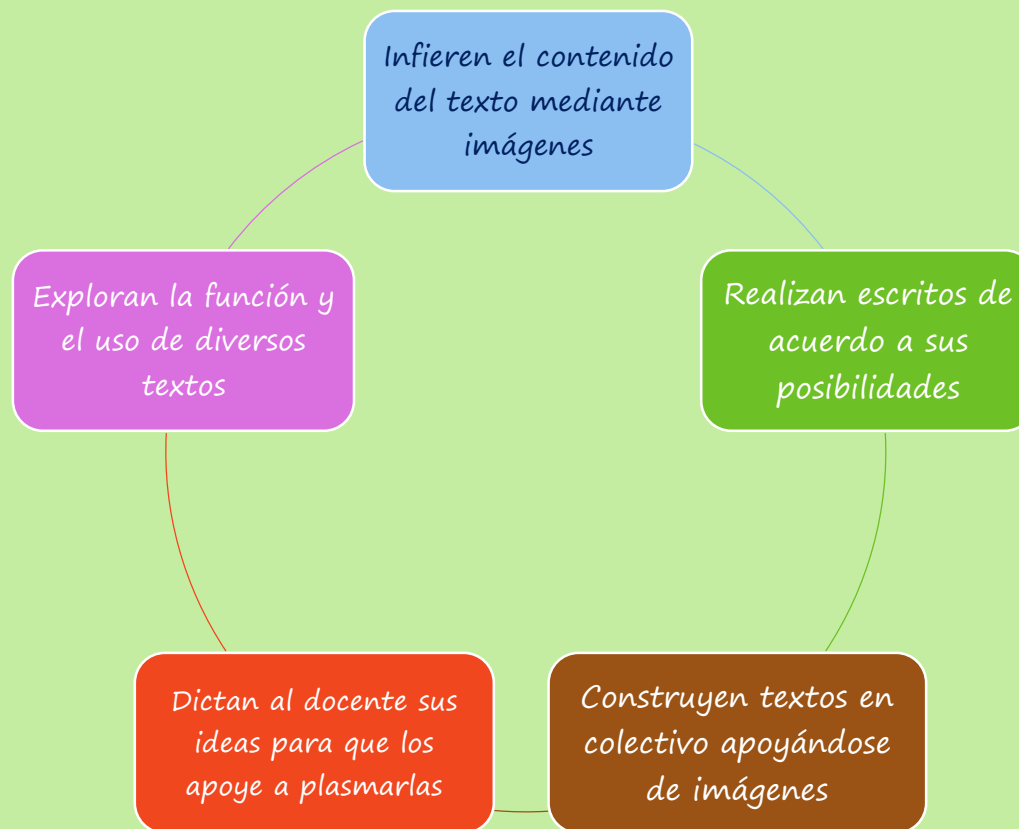 Infieren el contenido
del texto mediante
imágenes
Exploran la función y
el uso de diversos
textos
Realizan escritos de
acuerdo a sus
posibilidades
Dictan al docente sus
ideas para que los
apoye a plasmarlas
Construyen textos en
colectivo apoyándose
de imágenes